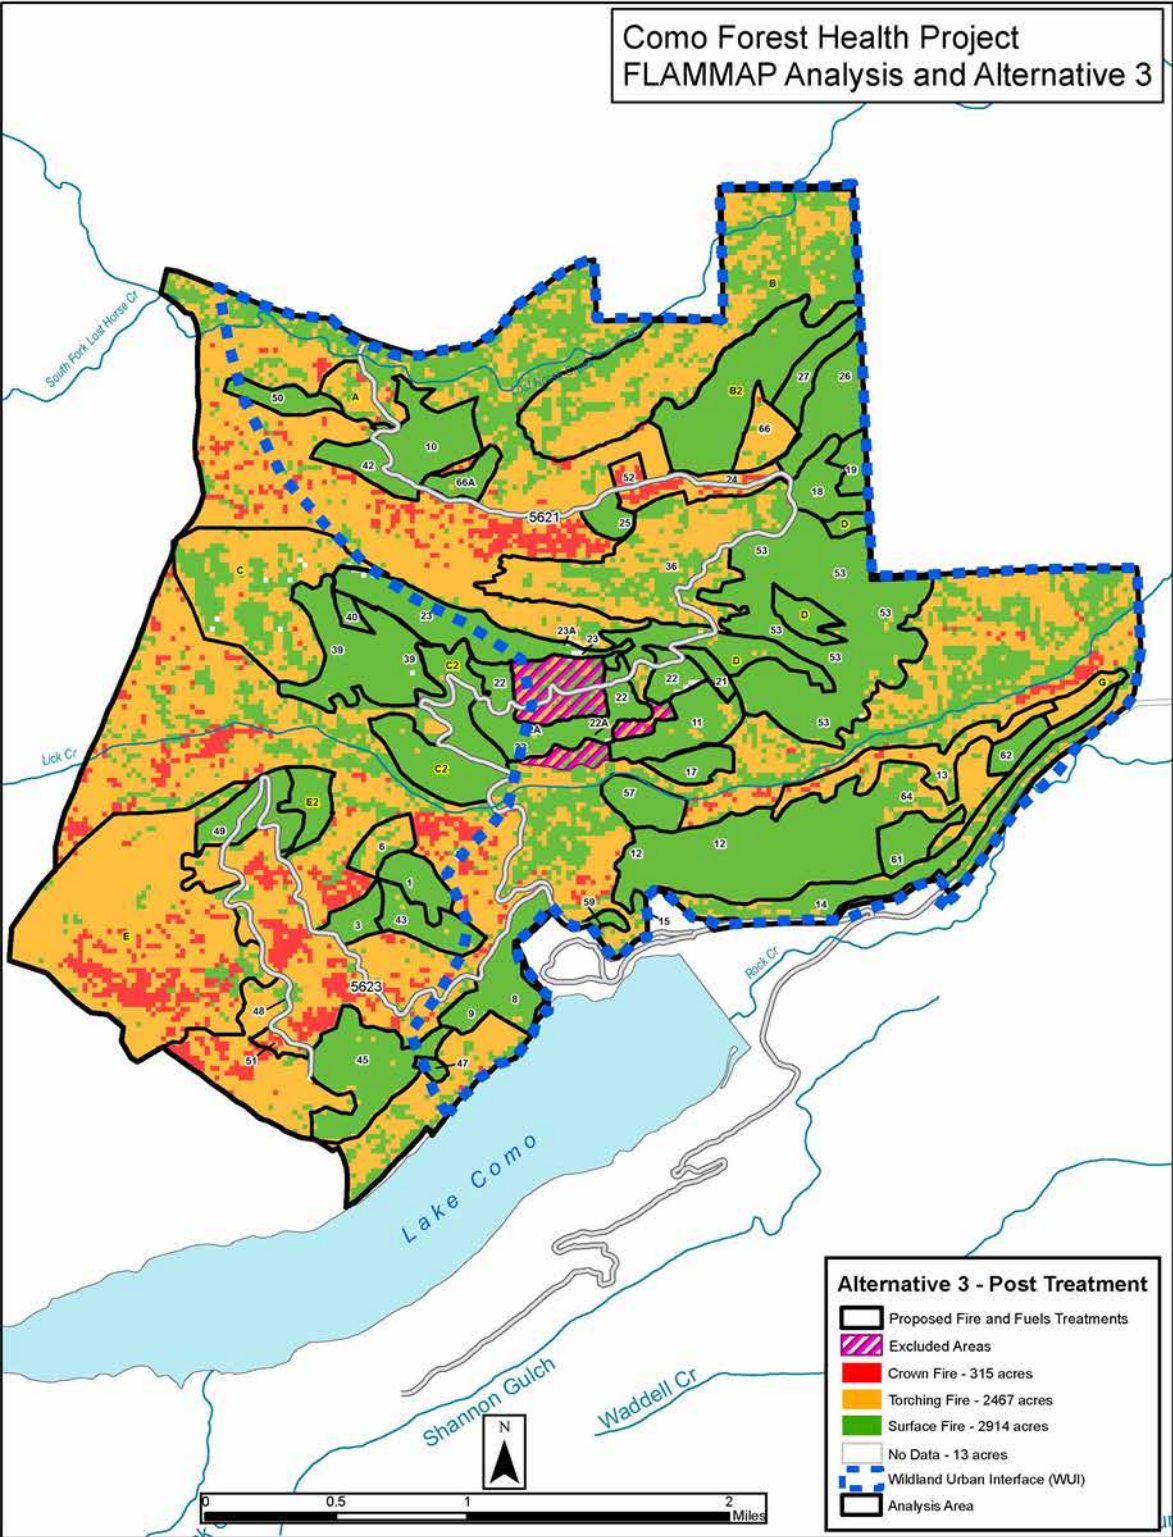 Como Forest Health Project
FLAMMAP Analysis and Alternative 3
South Fork Lost Horse Cr
B
50
A
10
42
66A
B2
27
26
66
52
24
19
18
D
5621
25
53
36
53
C
40
23
D
53
23A
23
53
39
39
C2
22
D
53
22
21
22
22A
11
53
G
Lick Cr
C2
17
62
13
57
64
E2
49
6
12
12
61
1
59
14
3
43
15
E
Rock Cr
5623
8
48
9
51
45
47
Lake Como
Shannon Gulch
Waddell Cr
N
0 0.5 1 2
Miles
Alternative 3 - Post Treatment
Proposed Fire and Fuels Treatments
Excluded Areas
Crown Fire - 315 acres
Torching Fire - 2467 acres
Surface Fire - 2914 acres
No Data - 13 acres
Wildland Urban Interface (WUI)
Analysis Area